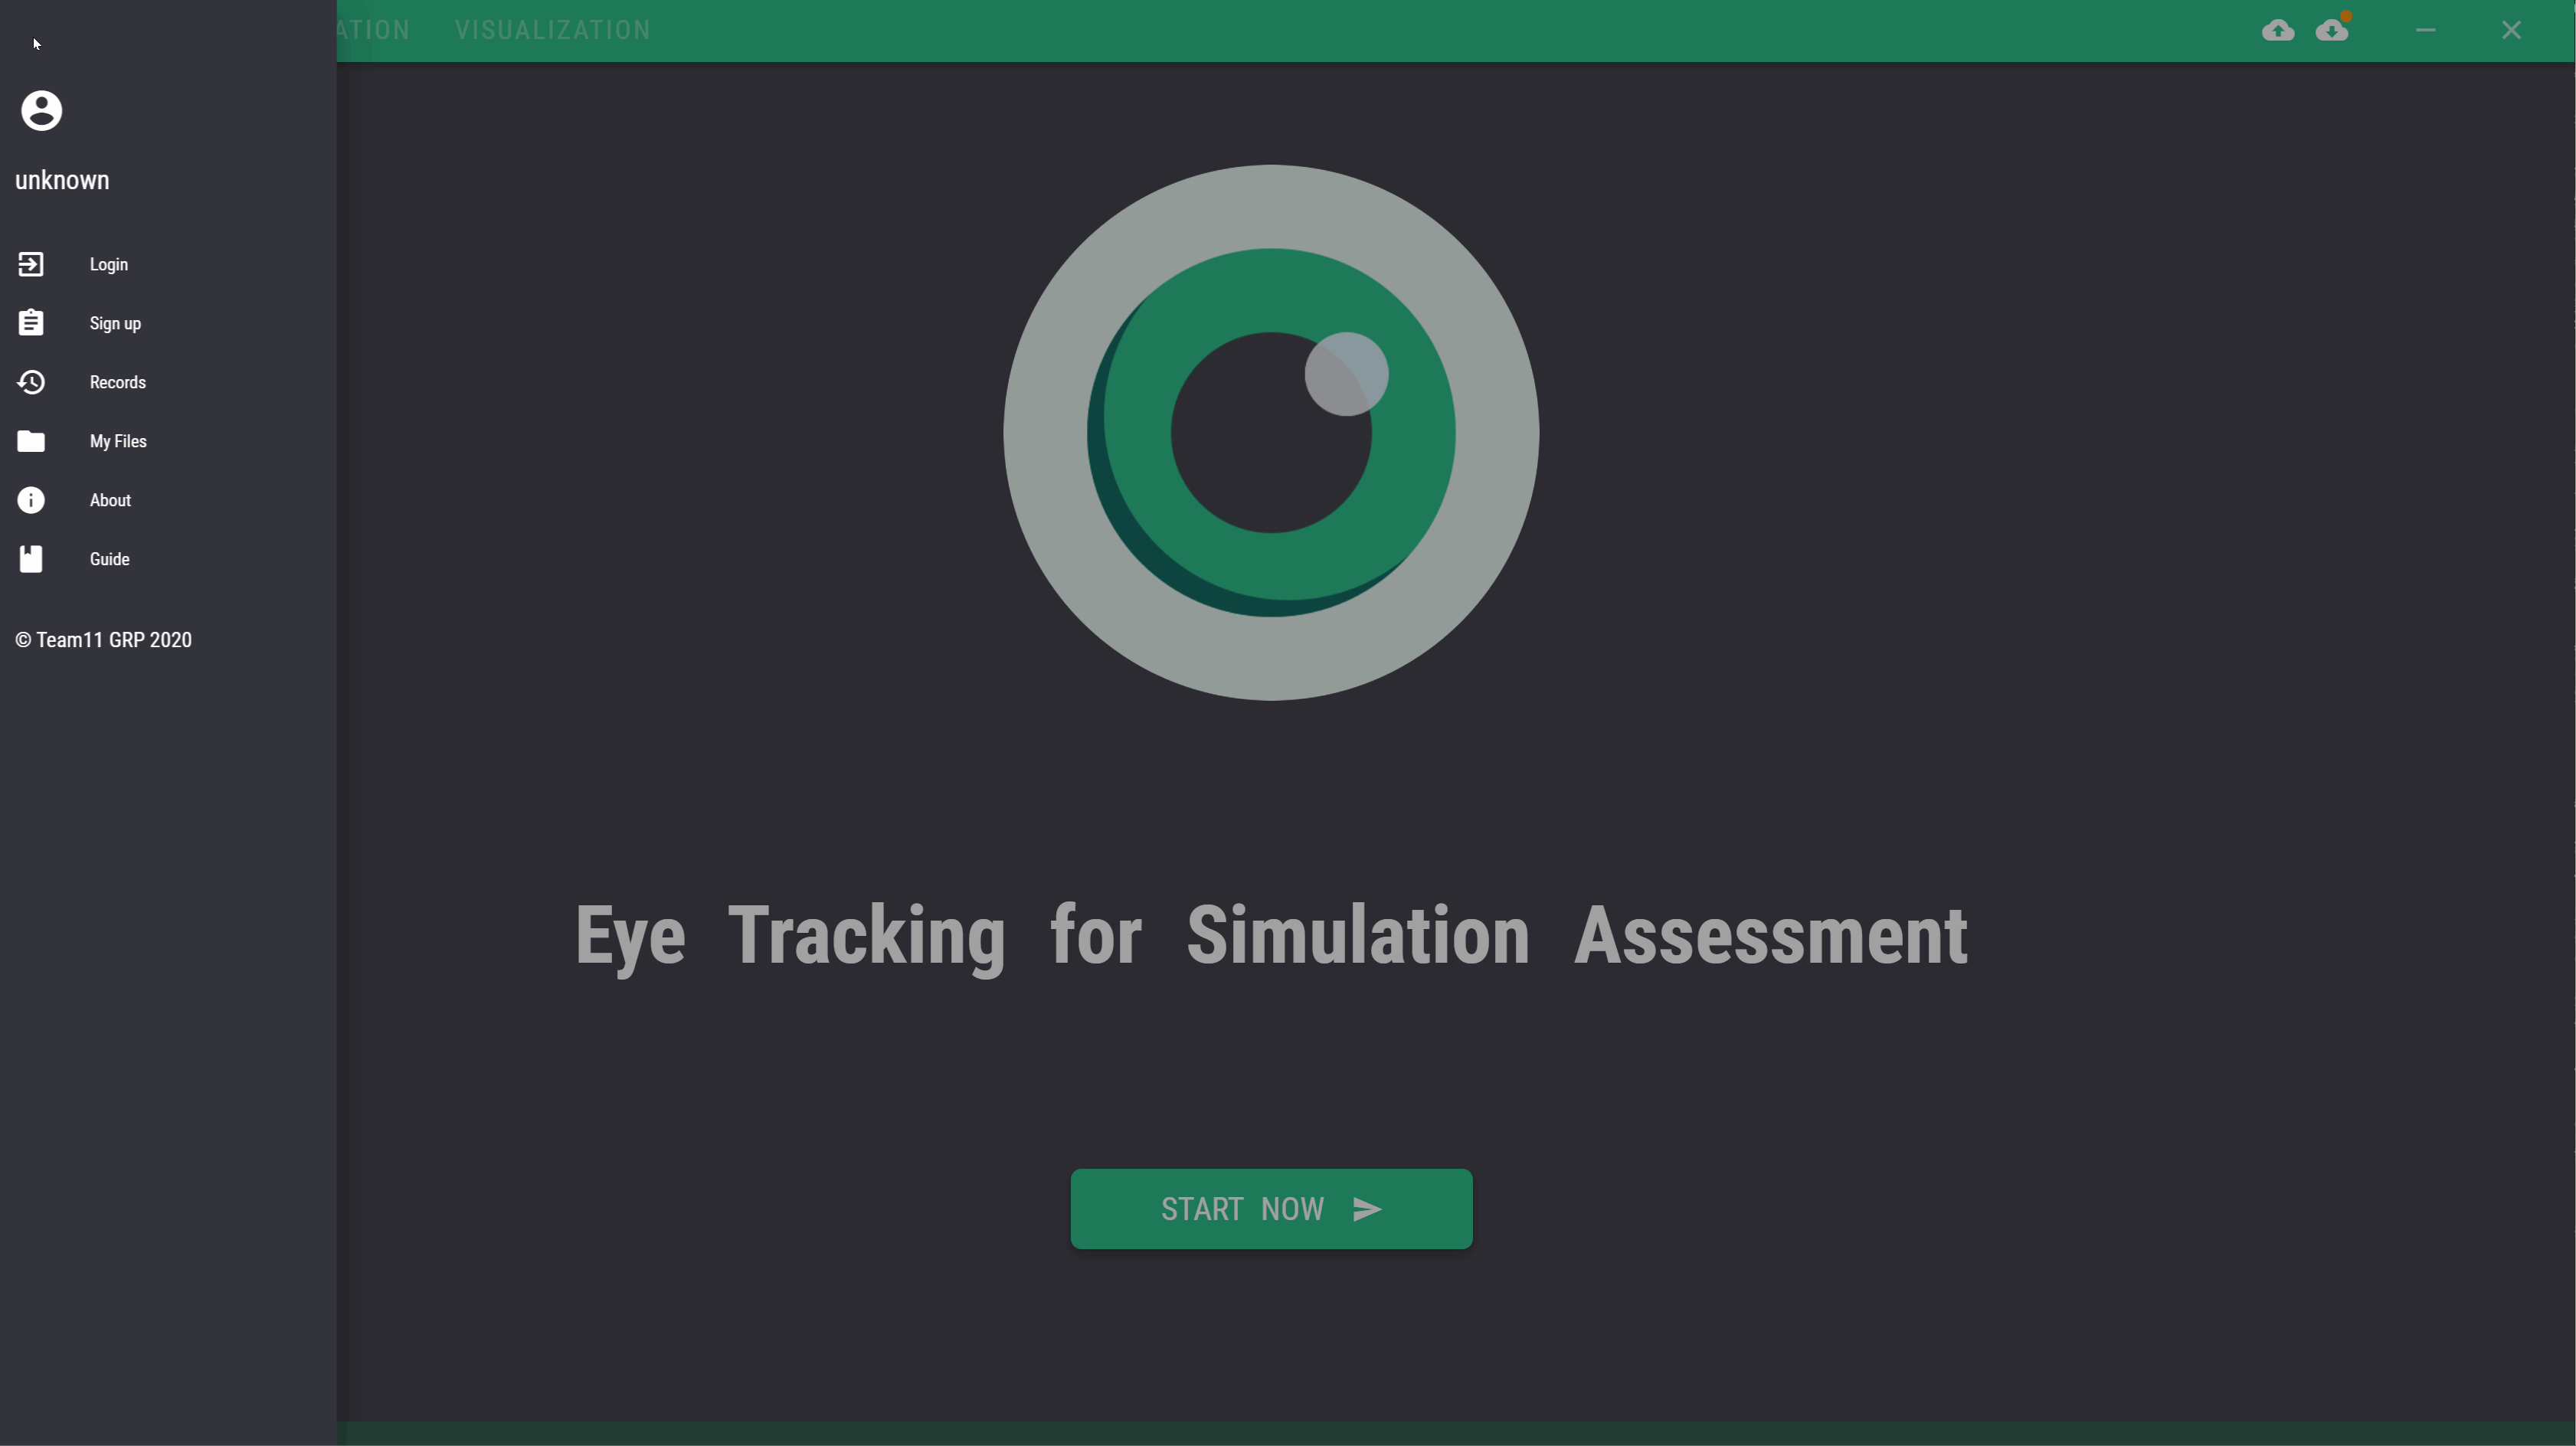 VISUALIZATION
unknown
Login
Sign up
Records
My Files
About
Guide
© Team11 GRP 2020
Eye Tracking for Simulation Assessment
START NOW